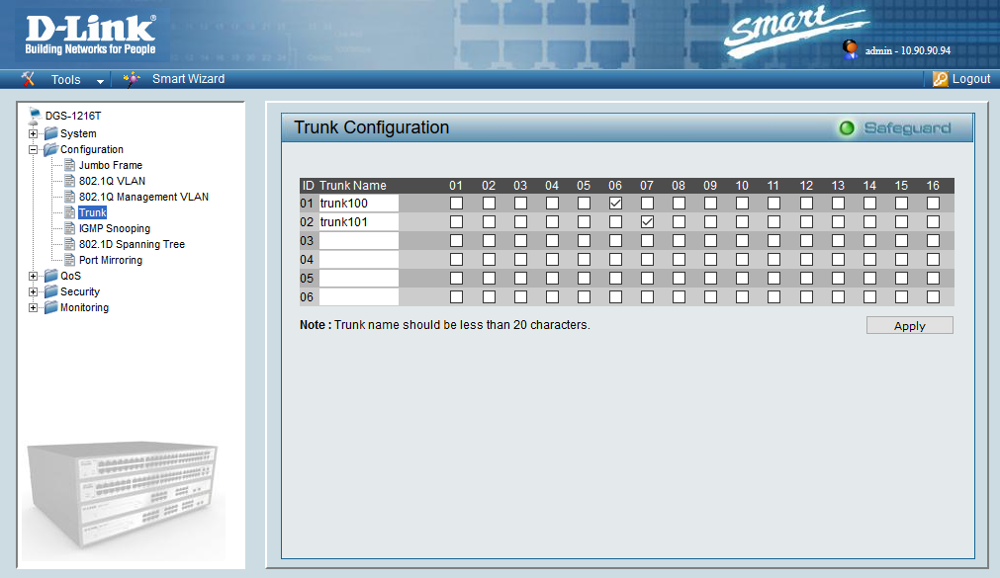 D-Link®
Building Networks for People
smart
admin - 10.90.90.94
Tools
Smart Wizard
Logout
DGS-1216T
System
Configuration
Jumbo Frame
802.1Q VLAN
802.1Q Management VLAN
Trunk
IGMP Snooping
802.1D Spanning Tree
Port Mirroring
QoS
Security
Monitoring
Trunk Configuration
Safeguard
ID Trunk Name 01 02 03 04 05 06 07 08 09 10 11 12 13 14 15 16
01 trunk100
02 trunk101
03
04
05
06
Note : Trunk name should be less than 20 characters.
Apply